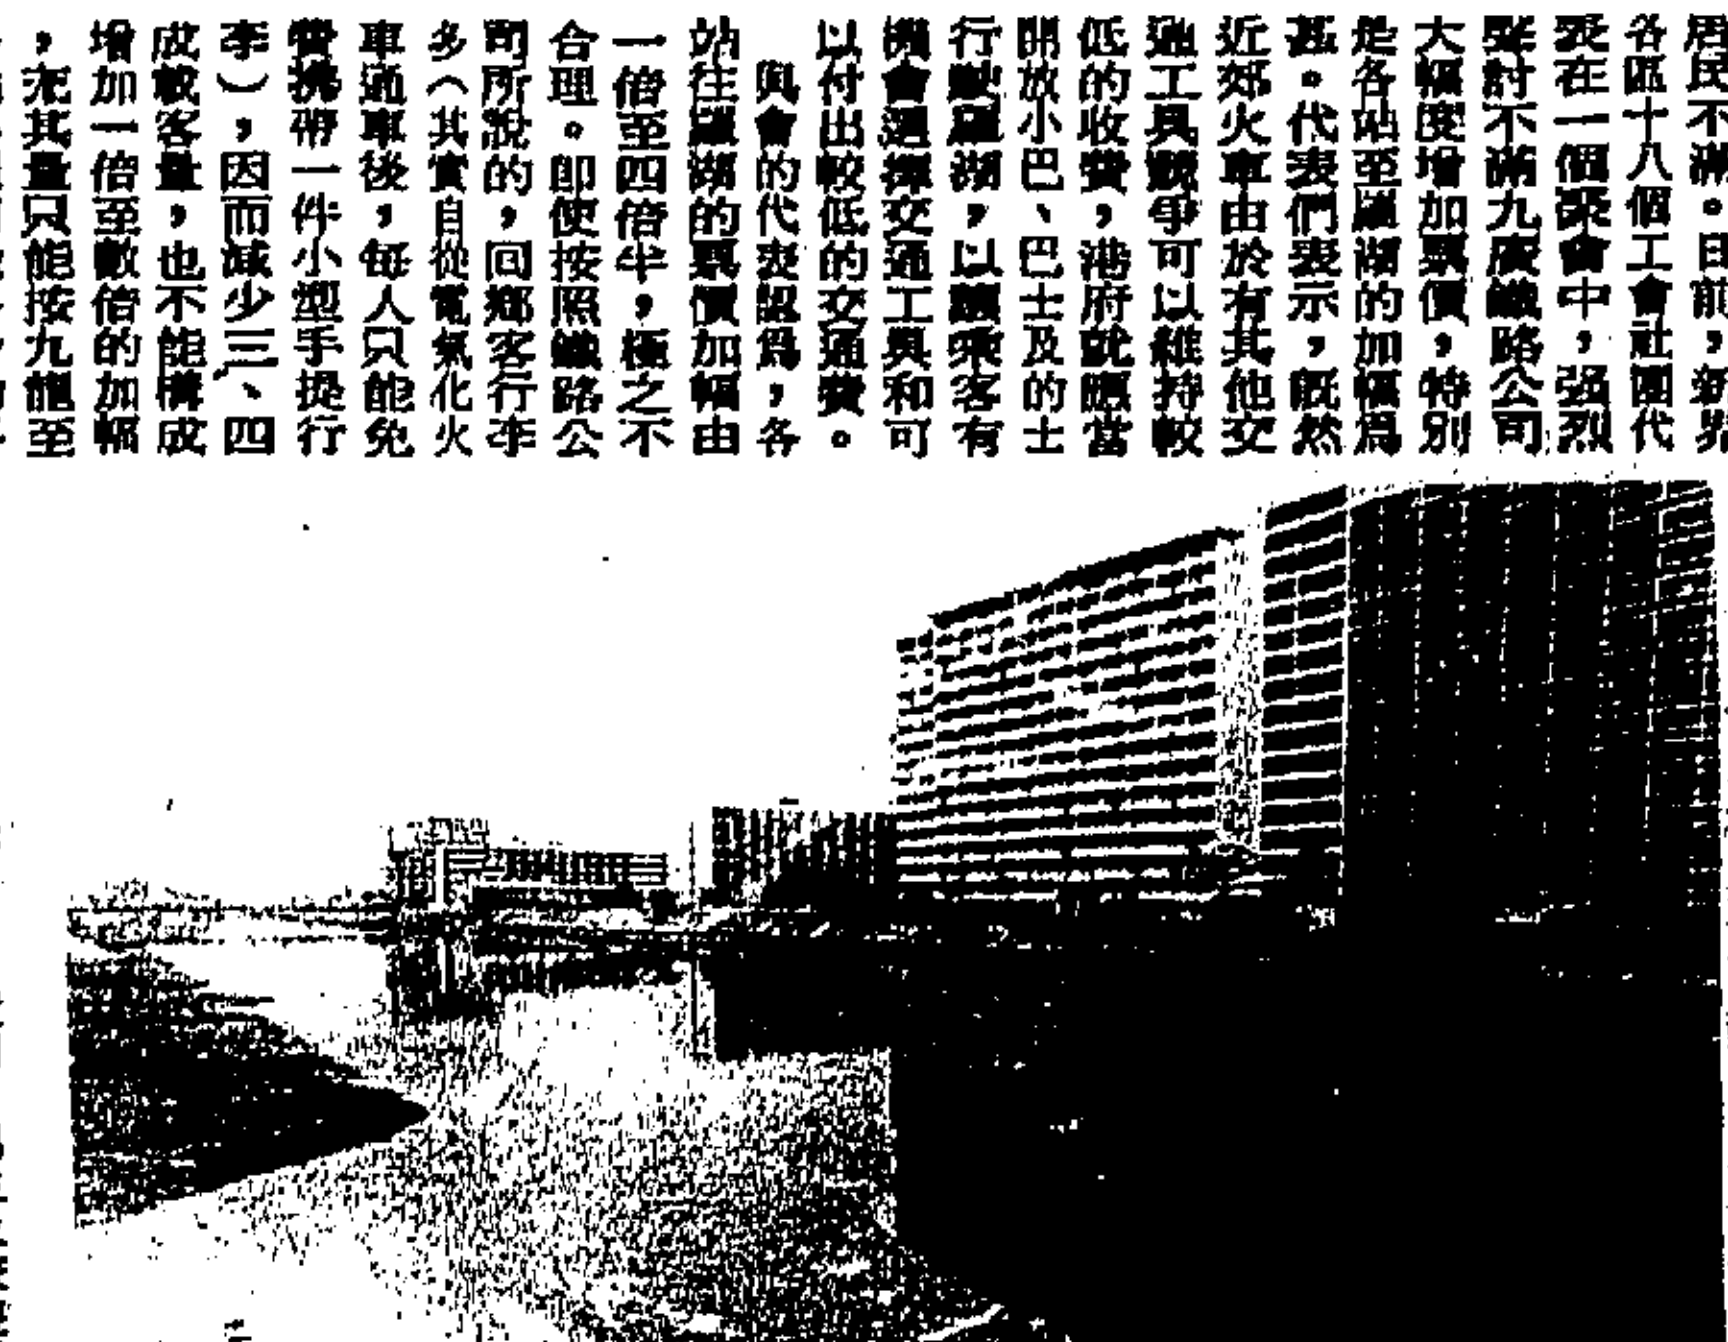 居民不滿。日前，新界
各區十八個工會社團代
表在一個聚會中，强烈
聲討不滿九廣鐵路公司
大幅度增加票價，特別
是各站至羅湖的加幅爲
甚。代表們表示，旣然
近郊火車由於有其他交
通工具競爭可以維持較
低的收費，港府就應當
開放小巴、巴士及的士
行駛羅湖，以讓乘客有
機會選擇交通工具和可
以付出較低的交通費。
與會的代表認爲，各
站往羅湖的票價加幅由
一倍至四倍半，極之不
合理。即使按照鐵路公
司所說的，回鄉客行李
多（其實自從電氣化火
車通車後，每人只能免
費携帶一件小型手提行
李），因而減少三、四
成載客量，也不能構成
增加一倍至數倍的加幅
，充其量只能按九龍至